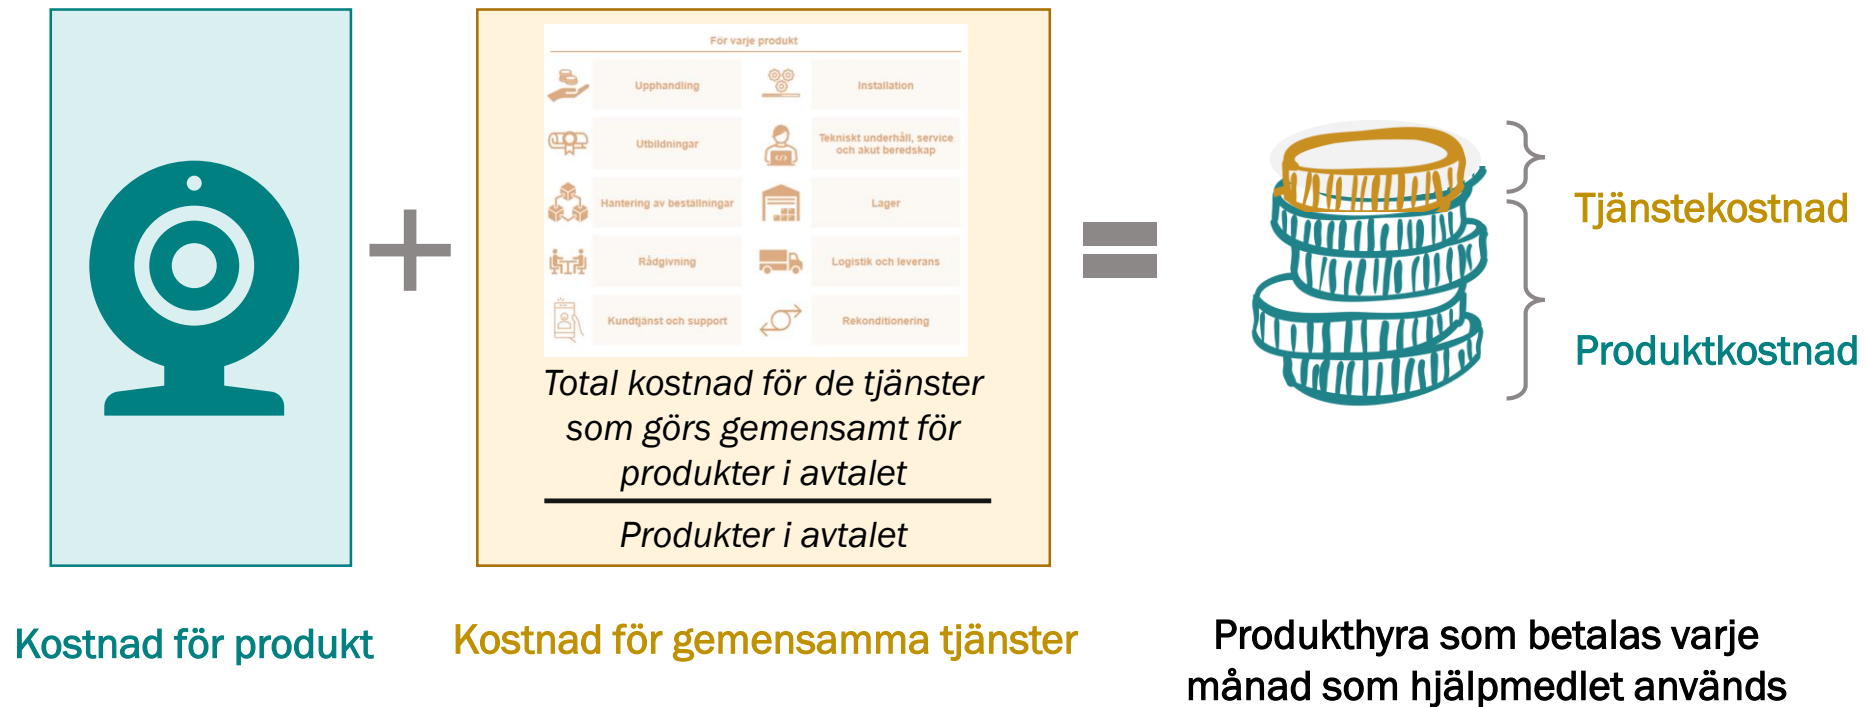 För varje produkt
Upphandling
Installation
Utbildningar
Tekniskt underhåll, service
och akut beredskap
Hantering av beställningar
Lager
Rådgivning
Logistik och leverans
Kundtjänst och support
Rekonditionering
Total kostnad för de tjänster
som görs gemensamt för
produkter i avtalet
Produkter i avtalet
Tjänstekostnad
Produktkostnad
Kostnad för produkt
Kostnad för gemensamma tjänster
Produkthyra som betalas varje
månad som hjälpmedlet används